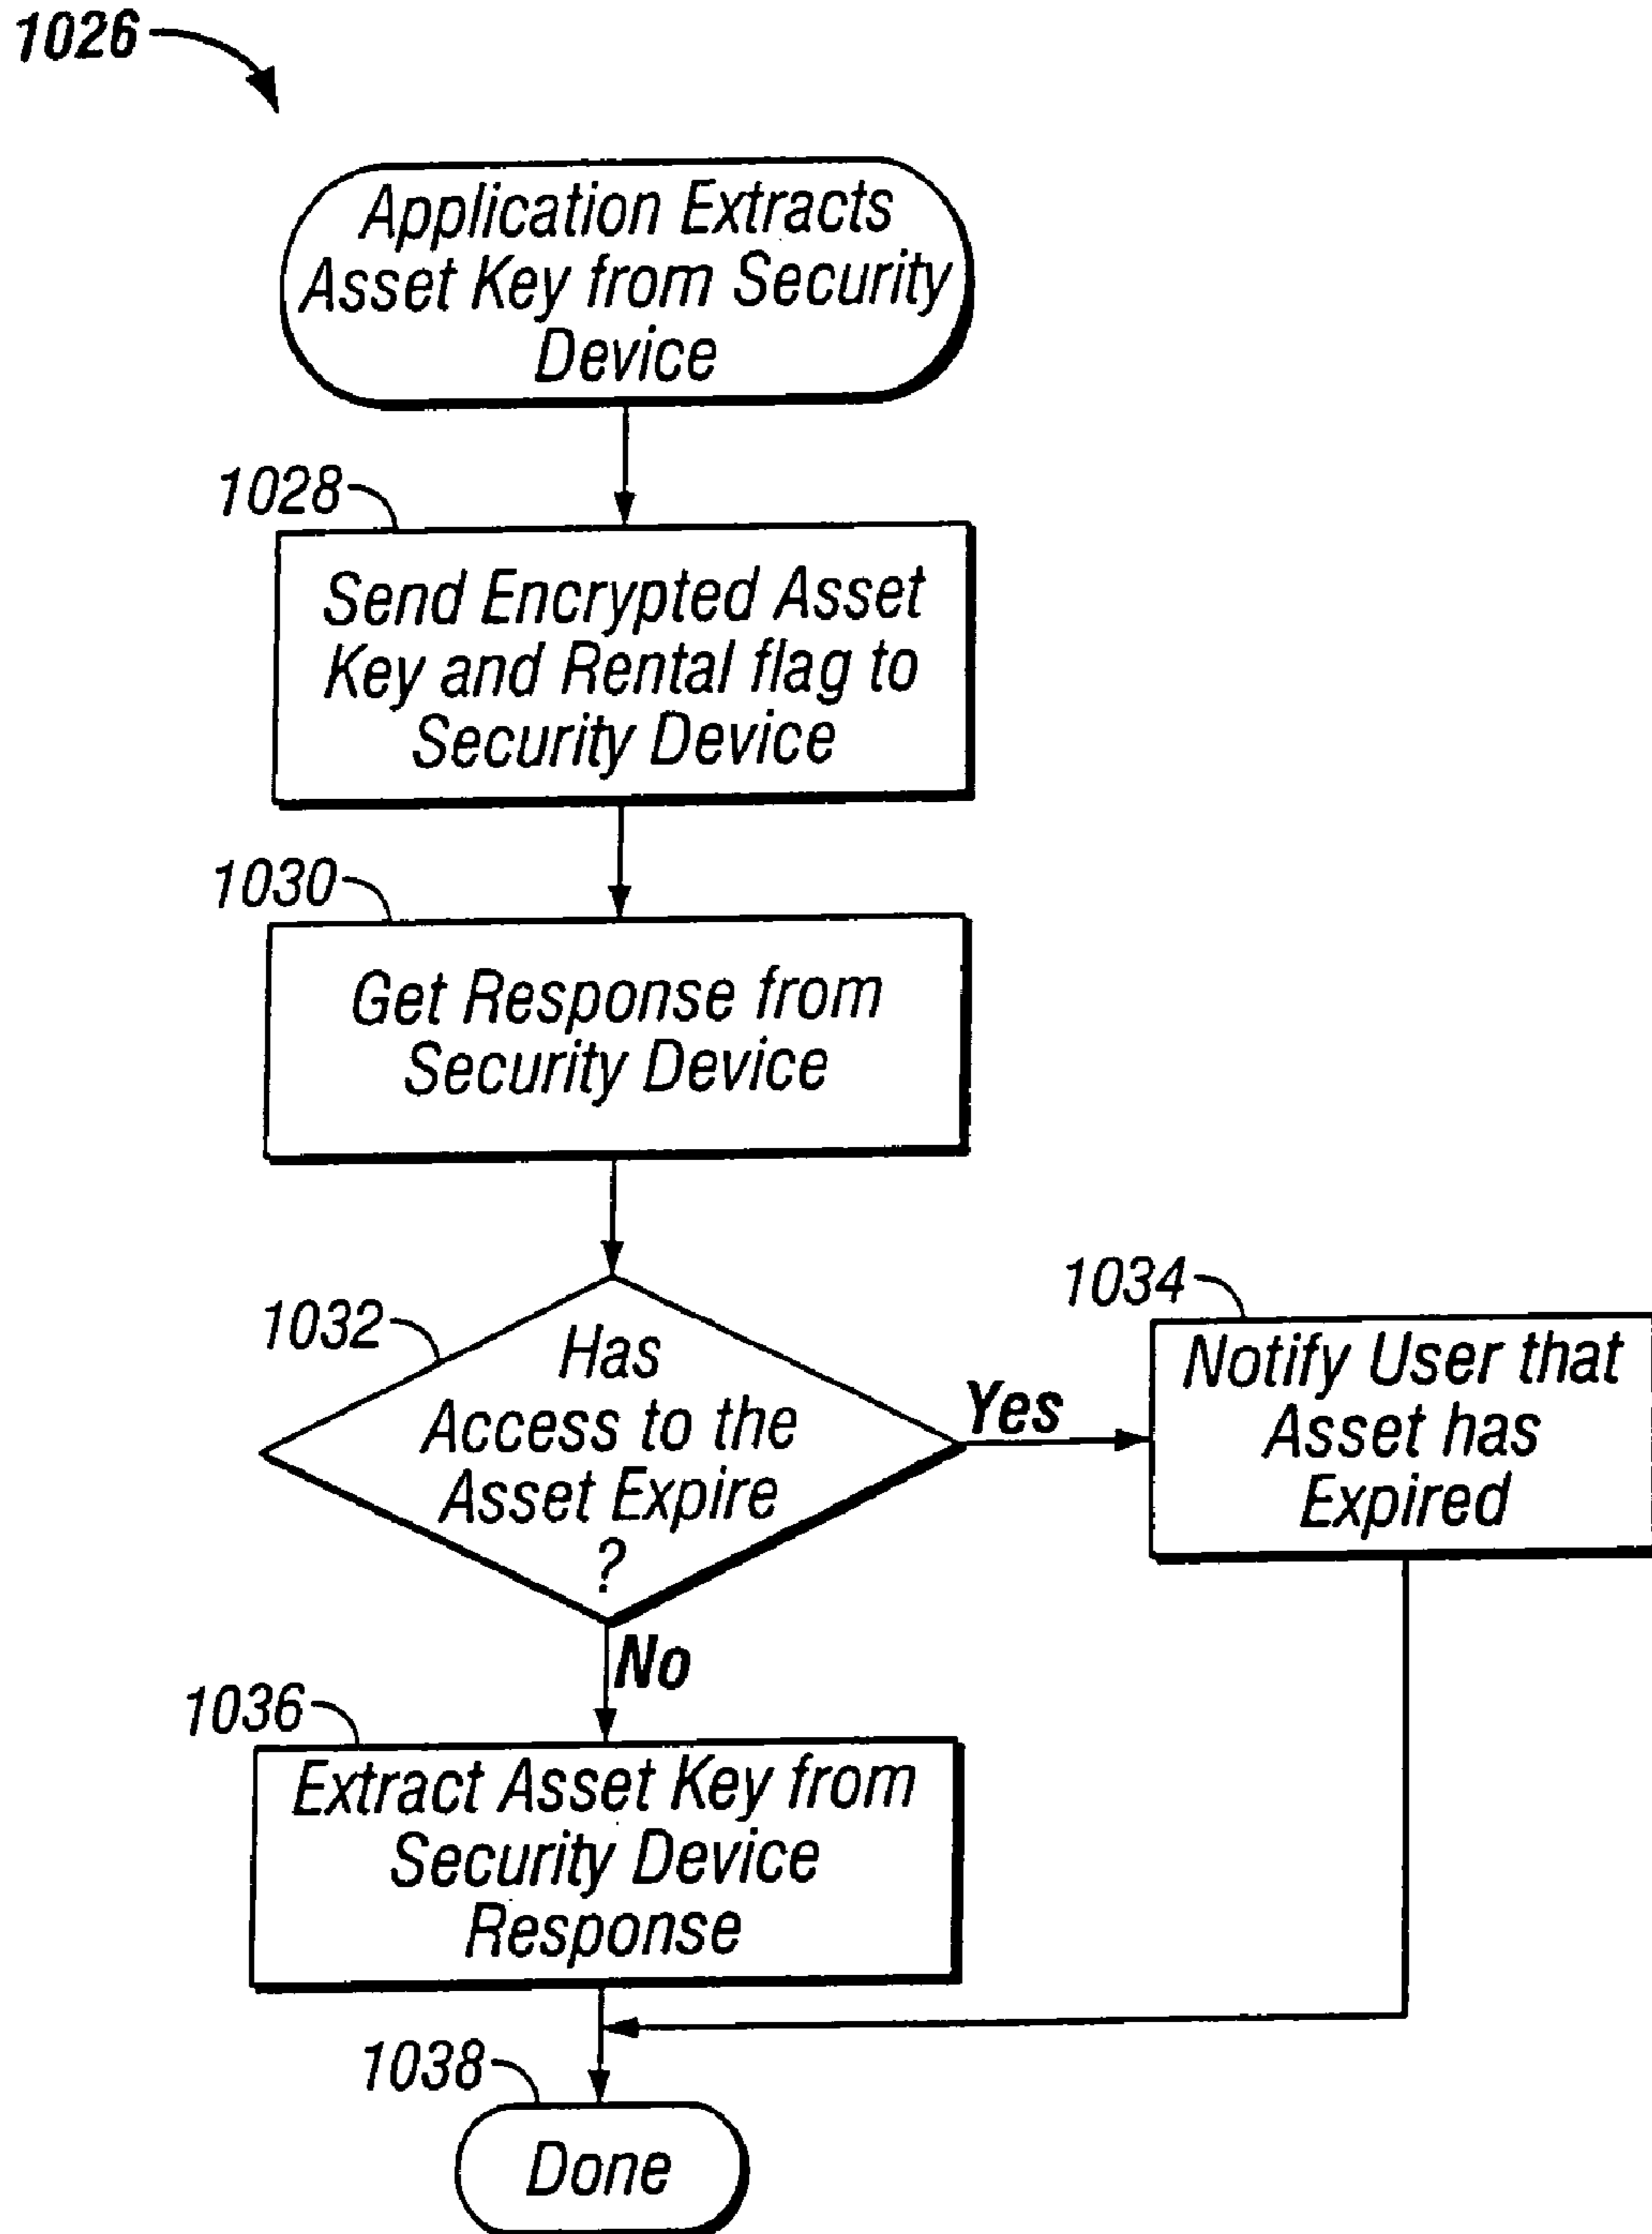 1026
Application Extracts
Asset Key from Security
Device
1028
Send Encrypted Asset
Key and Rental flag to
Security Device
1030
Get Response from
Security Device
1032
Has
Access to the
Asset Expire
?
Yes
1034
Notify User that
Asset has
Expired
No
1036
Extract Asset Key from
Security Device
Response
1038
Done